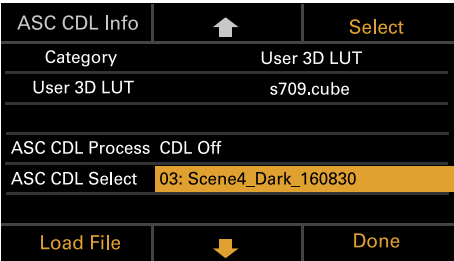 ASC CDL Info Select
Category User 3D LUT
User 3D LUT s709.cube
ASC CDL Process CDL Off
ASC CDL Select 03: Scene4_Dark_160830
Load File Done